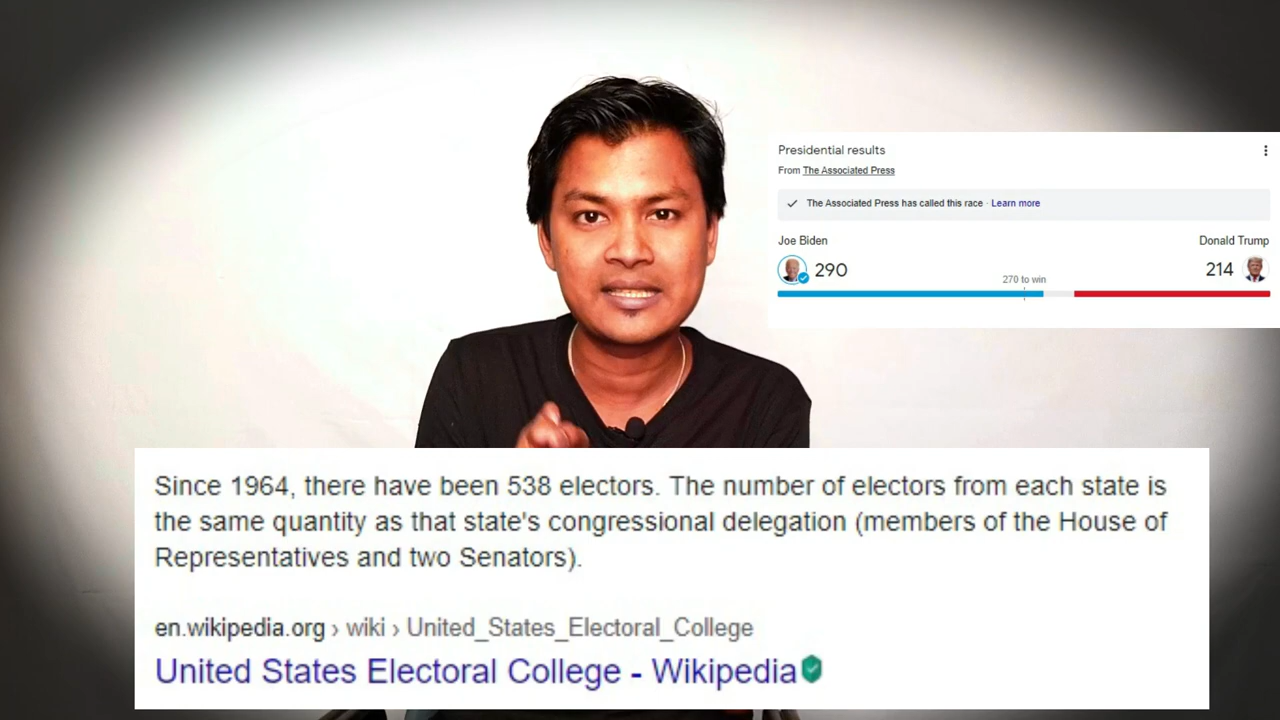 Presidential results
From The Associated Press
The Associated Press has called this race · Learn more
Joe Biden
Donald Trump
290
214
270 to win
Since 1964, there have been 538 electors. The number of electors from each state is
the same quantity as that state's congressional delegation (members of the House of
Representatives and two Senators).
en.wikipedia.org › wiki › United_States_Electoral_College
United States Electoral College - Wikipedia